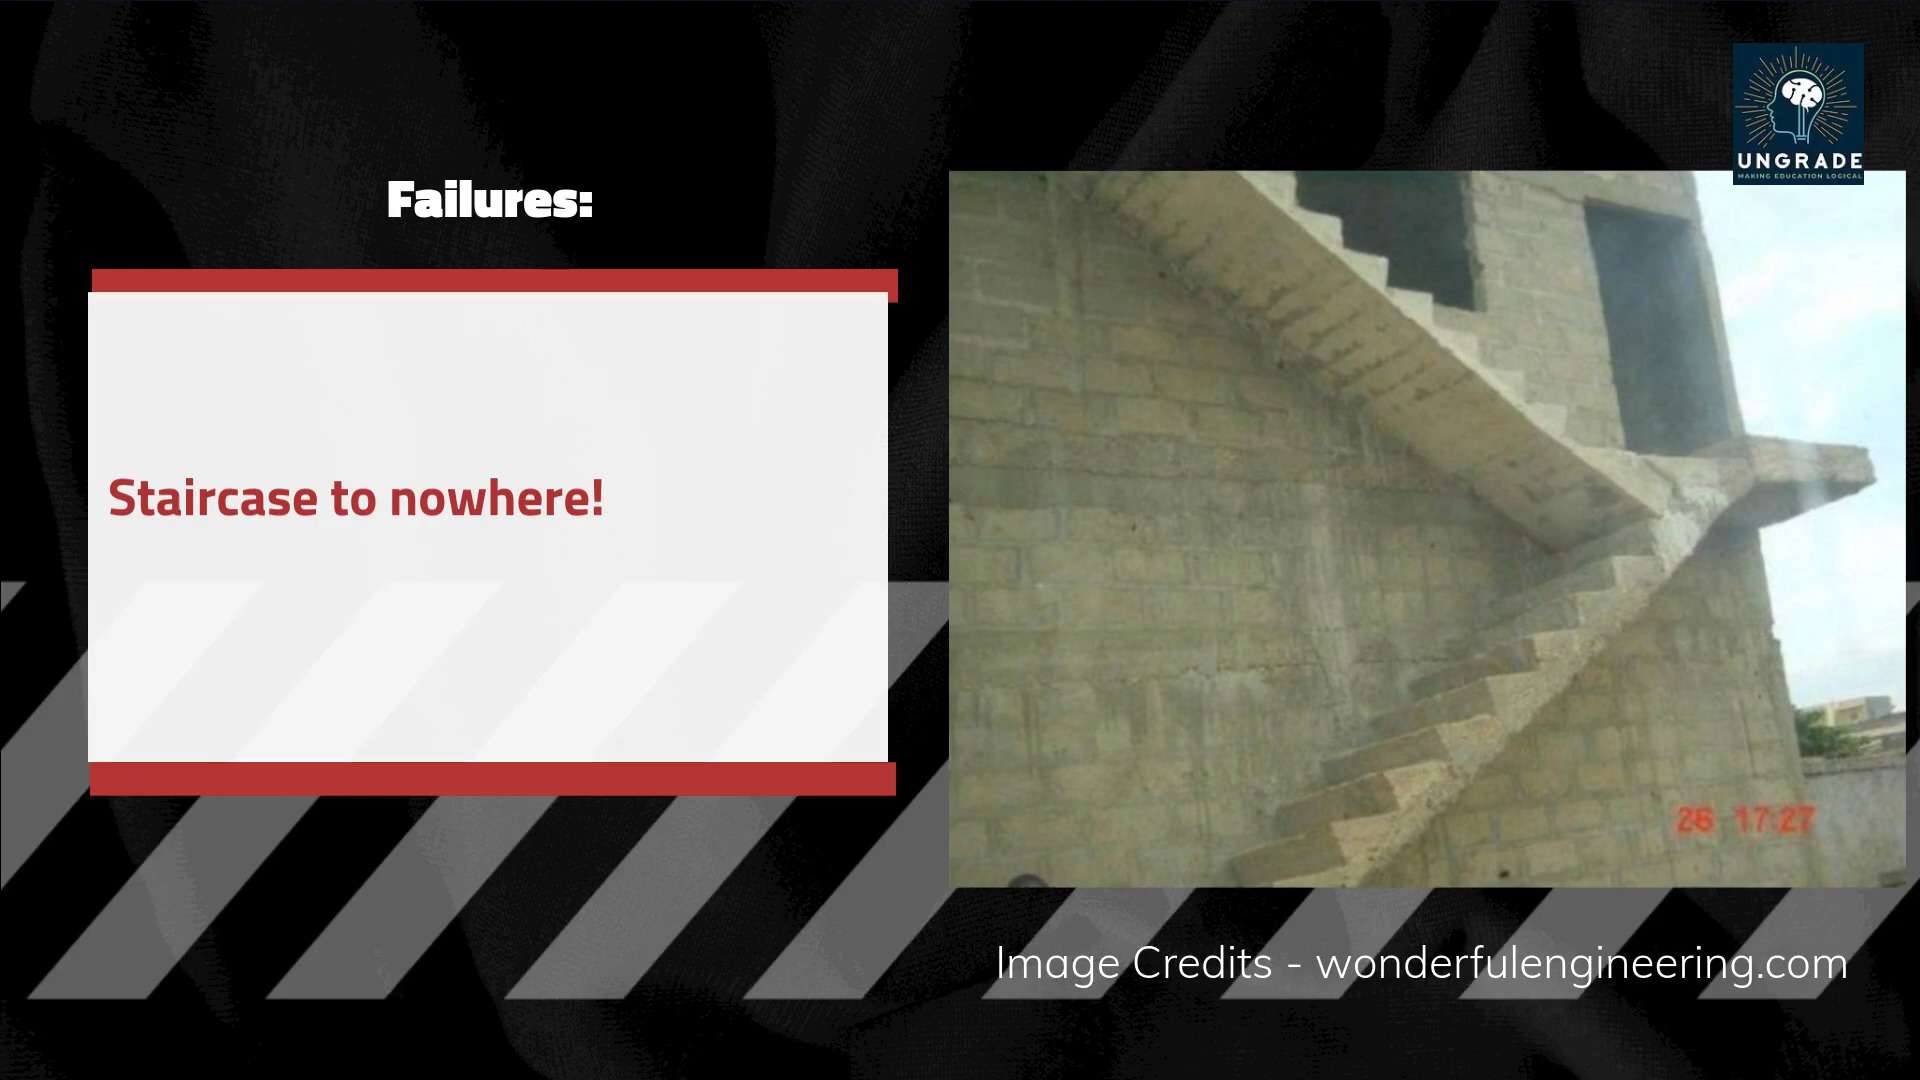 UNGRADE
MAKING EDUCATION LOGICAL
Failures:
Staircase to nowhere!
26 17:27
Image Credits - wonderfulengineering.com